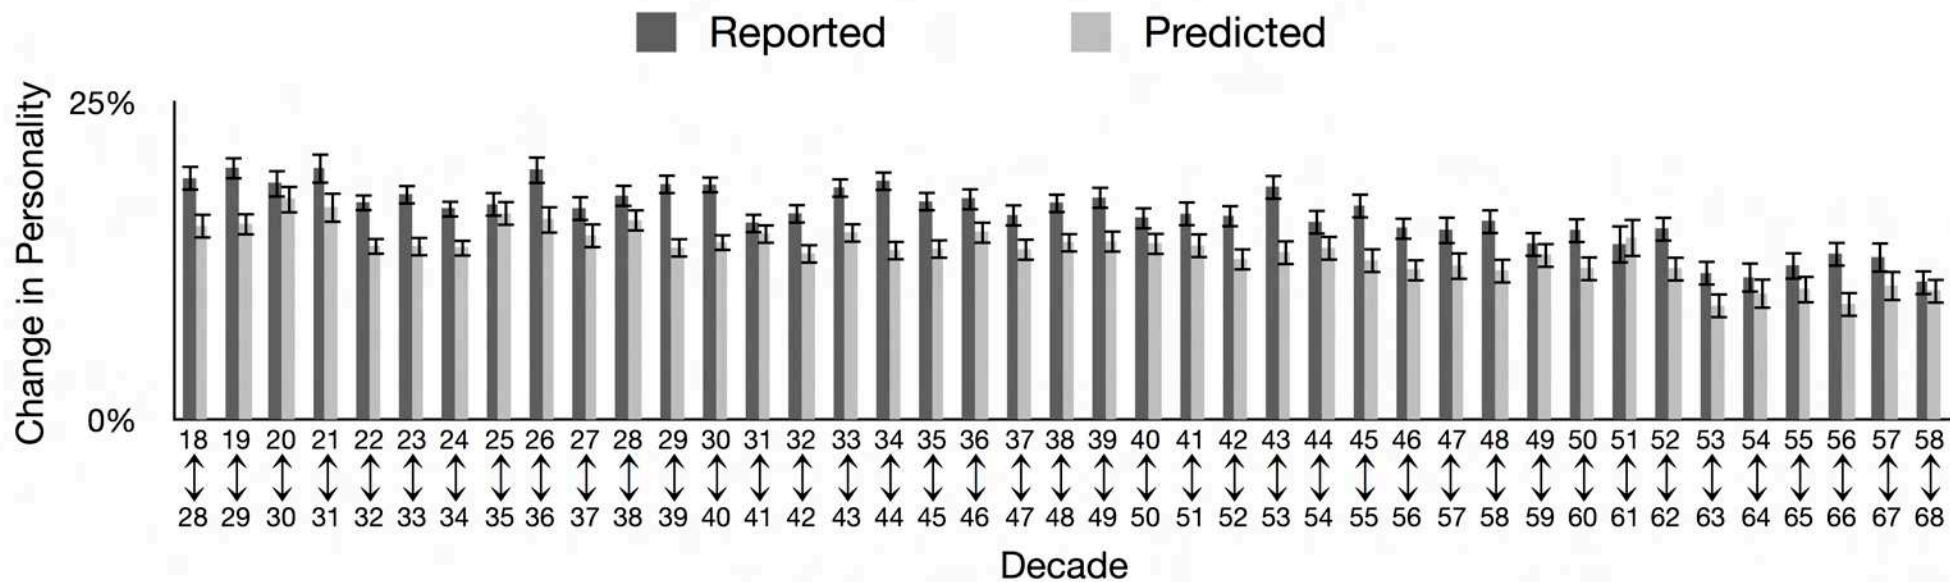 Reported Predicted
Change in Personality
25%
0%
18 19 20 21 22 23 24 25 26 27 28 29 30 31 32 33 34 35 36 37 38 39 40 41 42 43 44 45 46 47 48 49 50 51 52 53 54 55 56 57 58
28 29 30 31 32 33 34 35 36 37 38 39 40 41 42 43 44 45 46 47 48 49 50 51 52 53 54 55 56 57 58 59 60 61 62 63 64 65 66 67 68
Decade